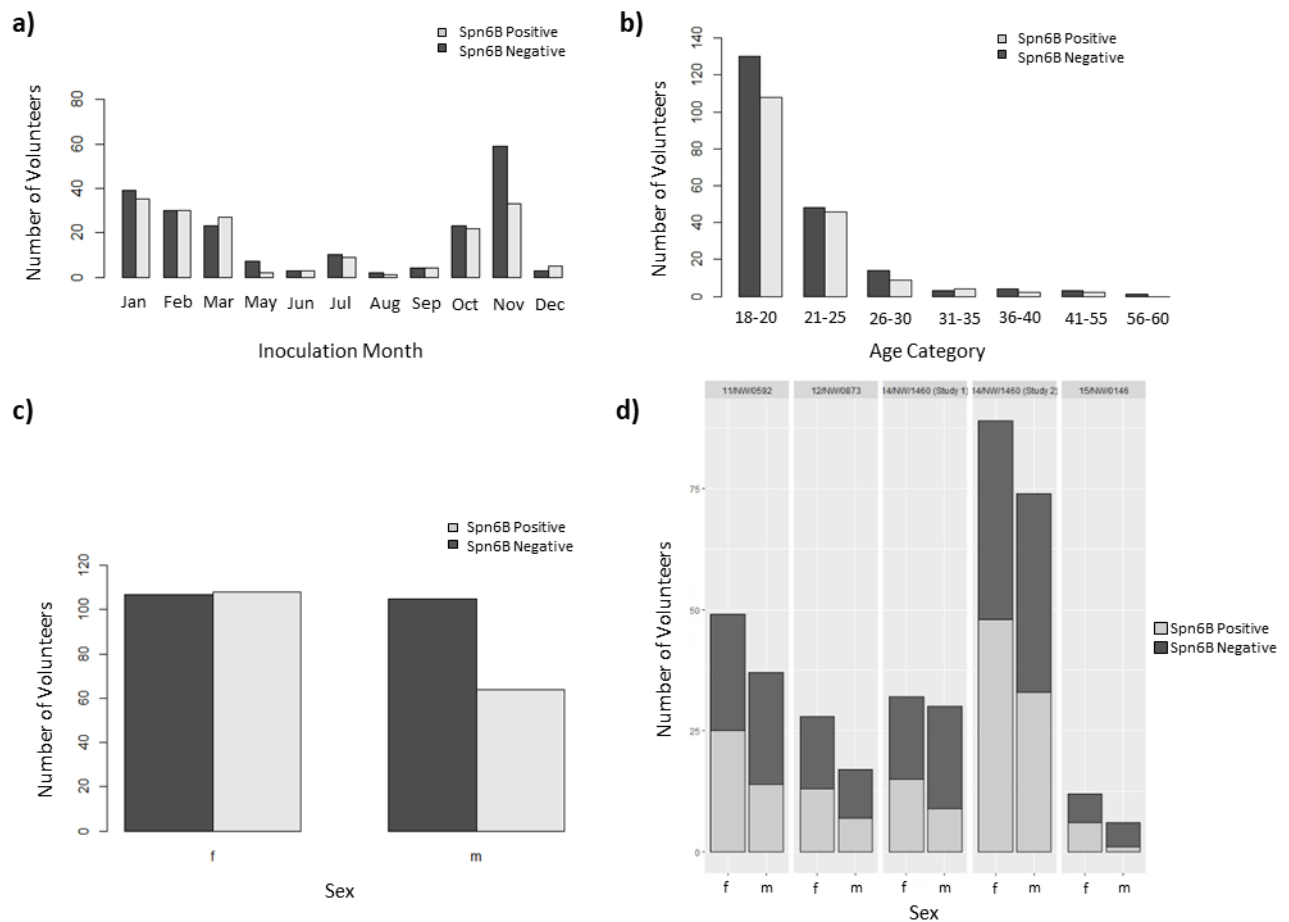 a)
Spn6B Positive
Spn6B Negative
Number of Volunteers
80
60
40
20
0
Jan Feb Mar May Jun Jul Aug Sep Oct Nov Dec
Inoculation Month
b)
Spn6B Positive
Spn6B Negative
Number of Volunteers
140
120
100
80
60
40
20
0
18-20 21-25 26-30 31-35 36-40 41-55 56-60
Age Category
c)
Spn6B Positive
Spn6B Negative
Number of Volunteers
120
100
80
60
40
20
0
f m
Sex
d)
11/NW/0592 12/NW/0873 14/NW/1460 (Study 1) 14/NW/1460 (Study 2) 15/NW/0146
Number of Volunteers
75
50
25
0
Spn6B Positive
Spn6B Negative
f m f m f m f m f m
Sex